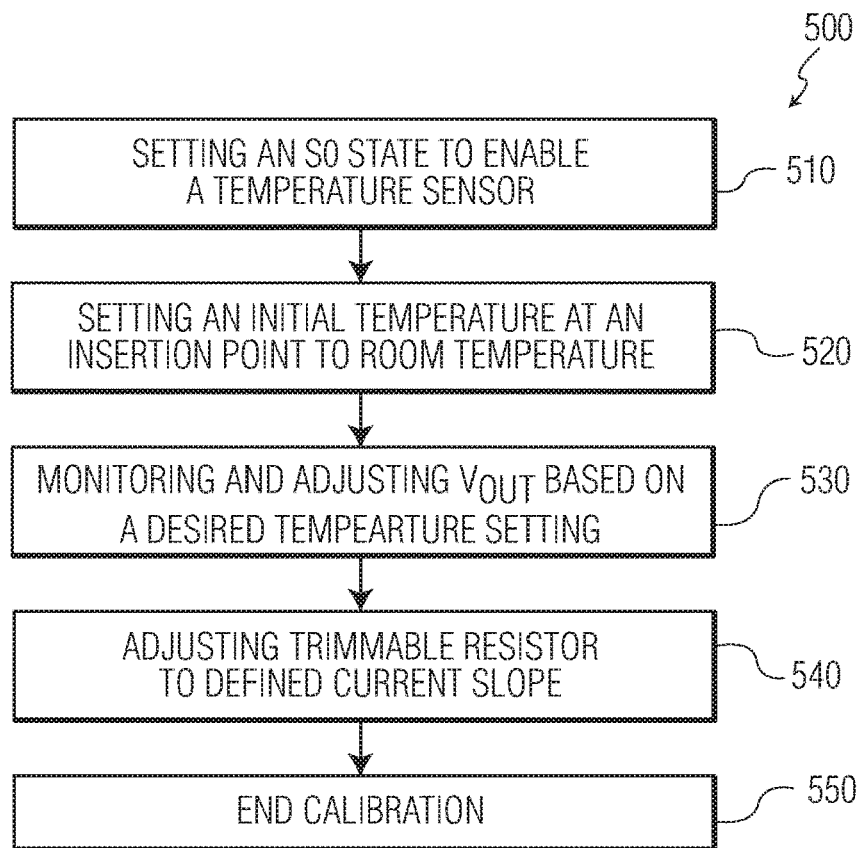 500
SETTING AN S0 STATE TO ENABLE
A TEMPERATURE SENSOR
510
SETTING AN INITIAL TEMPERATURE AT AN
INSERTION POINT TO ROOM TEMPERATURE
520
MONITORING AND ADJUSTING VOUT BASED ON
A DESIRED TEMPEARTURE SETTING
530
ADJUSTING TRIMMABLE RESISTOR
TO DEFINED CURRENT SLOPE
540
END CALIBRATION
550